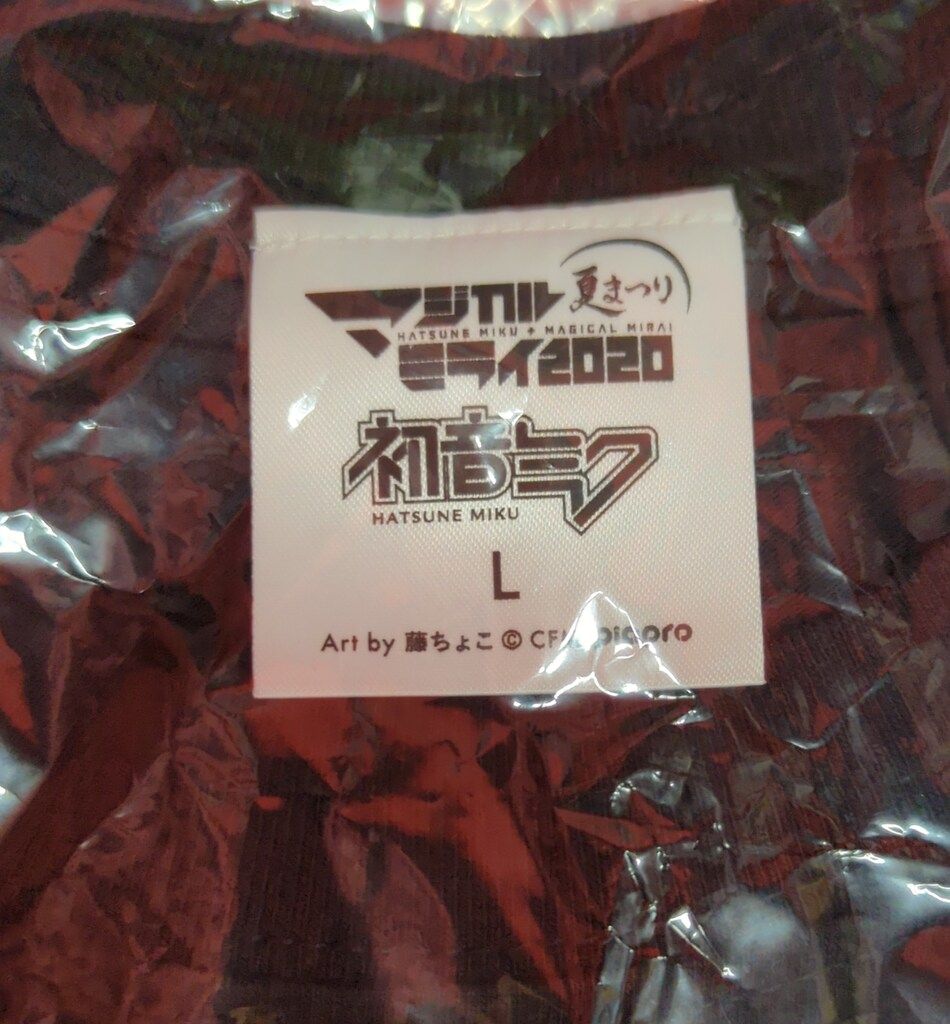 マジカル 夏まつり
HATSUNE MIKU + MAGICAL MIRAI
ミライ2020
初音ミク
HATSUNE MIKU
L
Art by 藤ちょこ © CFM piapro